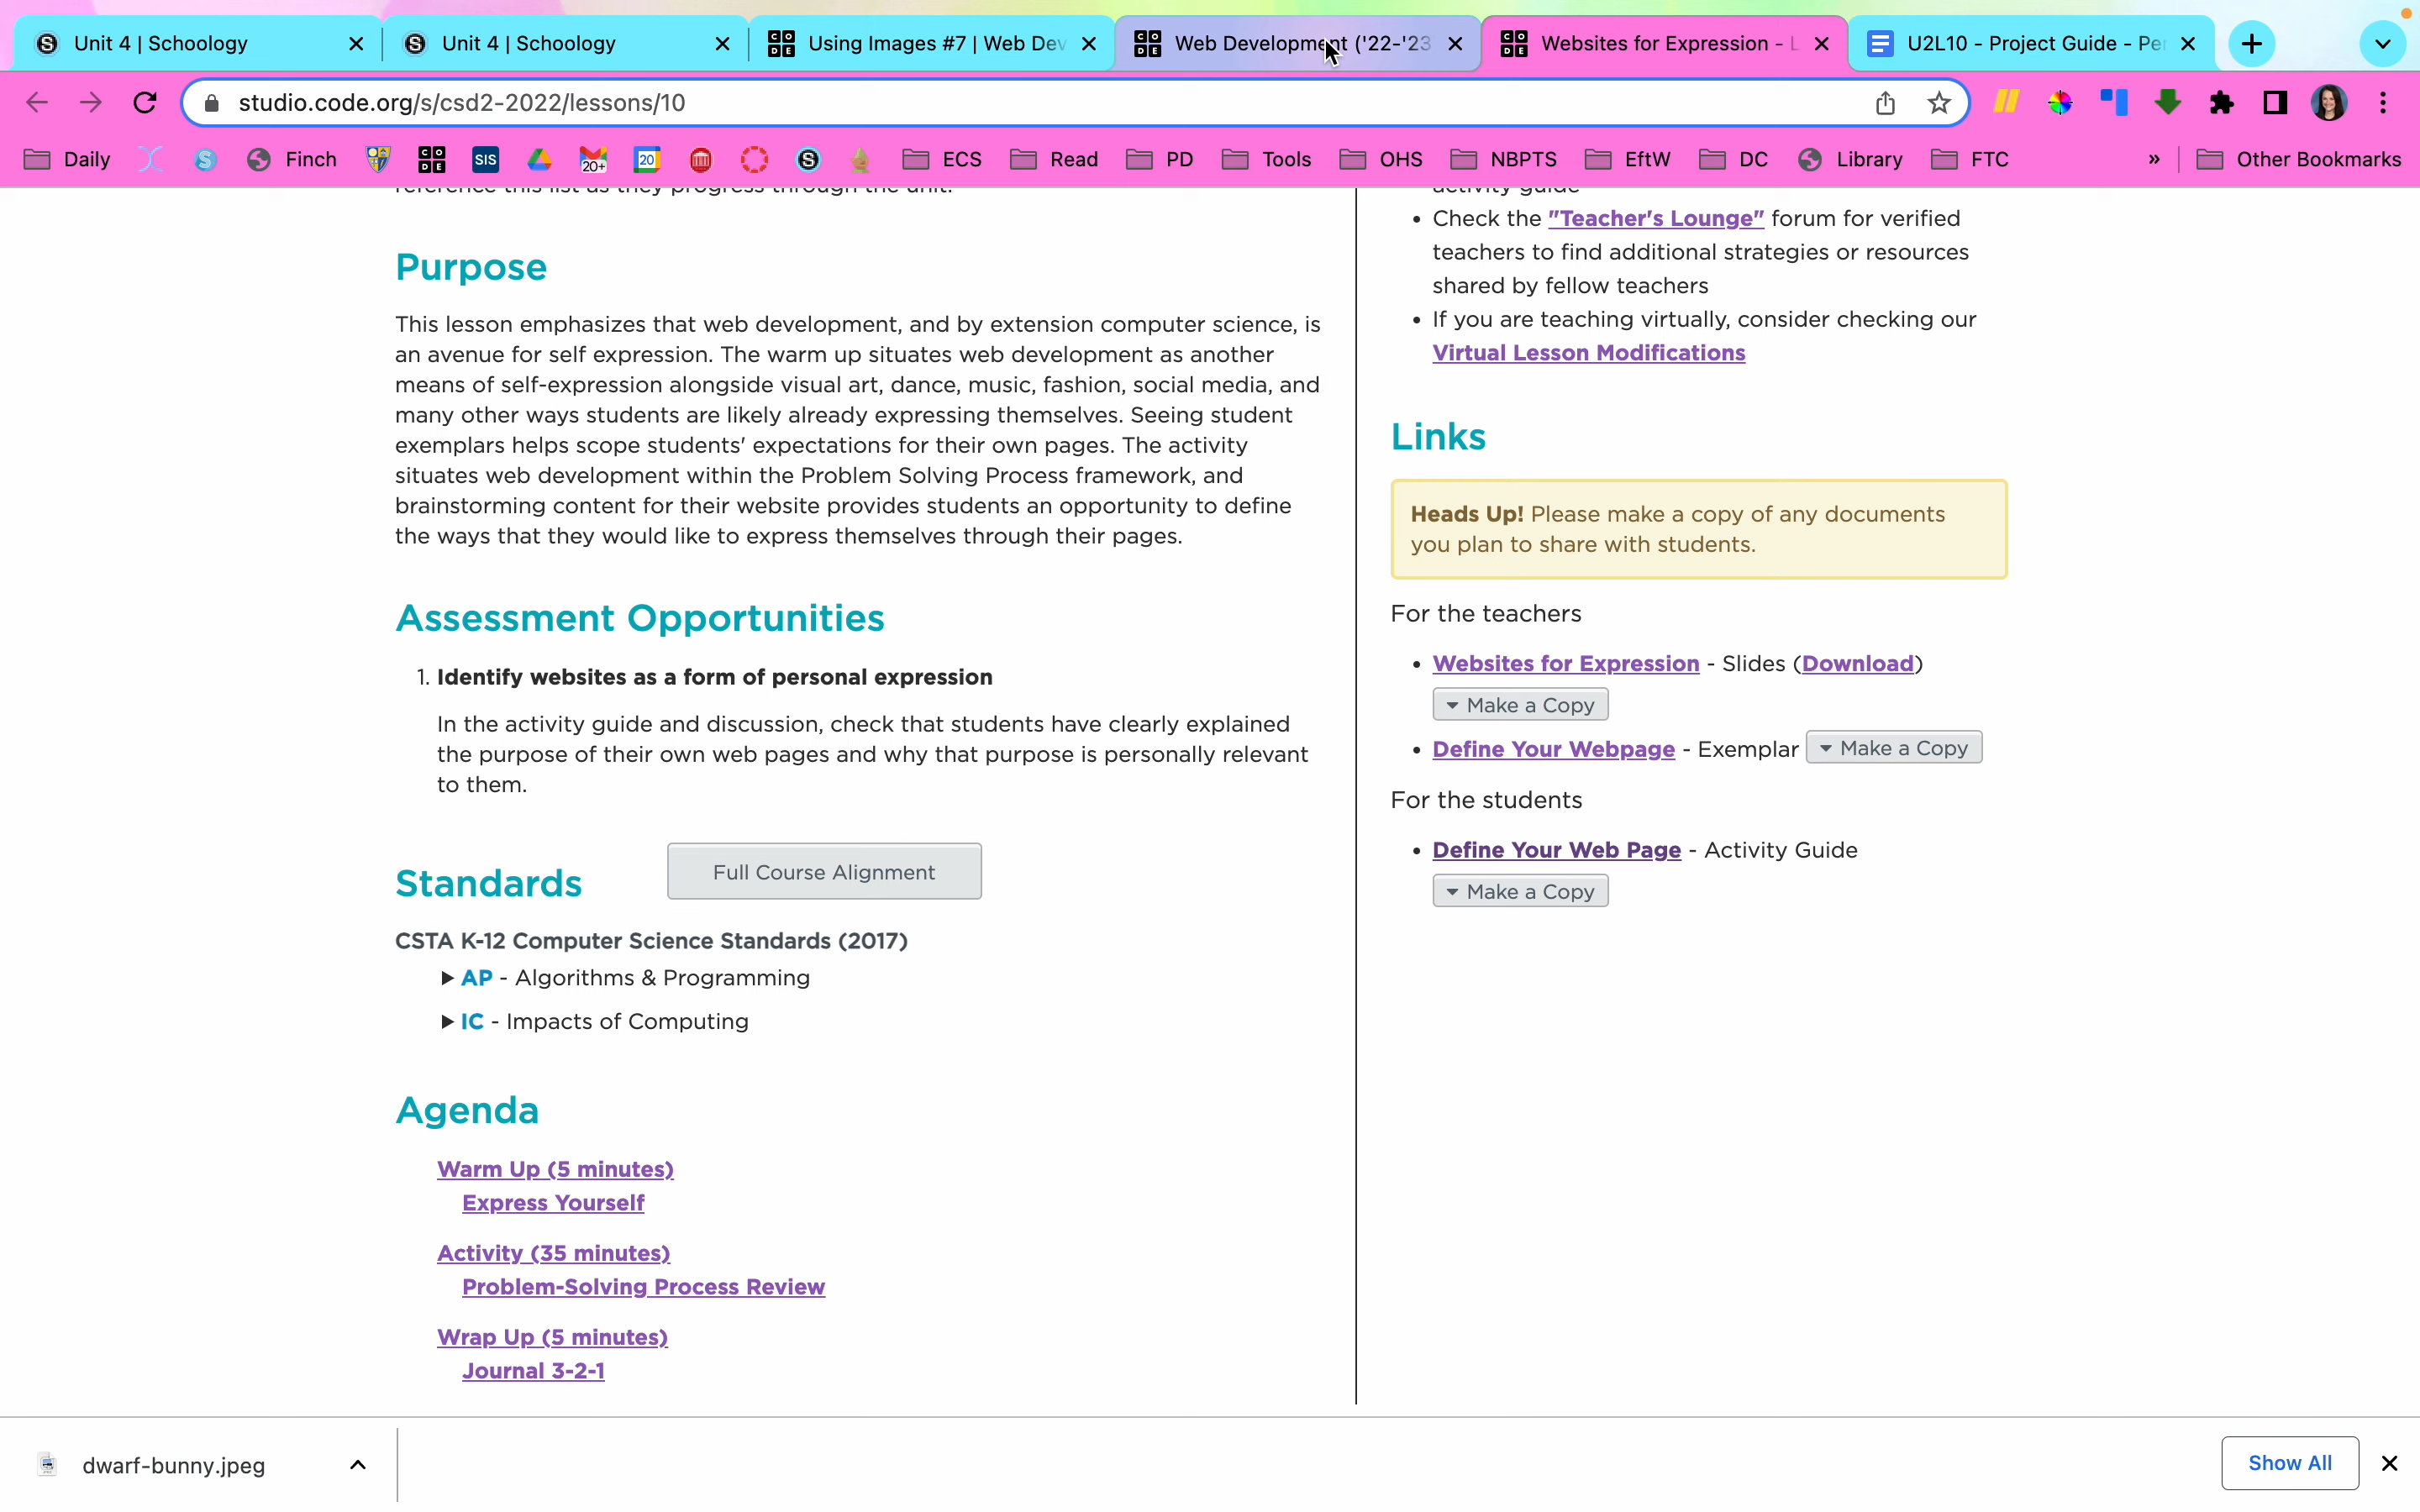 Unit 4 | Schoology
Unit 4 | Schoology
Using Images #7 | Web Dev
Web Development ('22-'23
Websites for Expression - L
U2L10 - Project Guide - Pe
studio.code.org/s/csd2-2022/lessons/10
Daily
Finch
CODE
SIS
20+
20
ECS
Read
PD
Tools
OHS
NBPTS
EftW
DC
Library
FTC
»
Other Bookmarks
reference this list as they progress through the unit.
Purpose
This lesson emphasizes that web development, and by extension computer science, is
an avenue for self expression. The warm up situates web development as another
means of self-expression alongside visual art, dance, music, fashion, social media, and
many other ways students are likely already expressing themselves. Seeing student
exemplars helps scope students' expectations for their own pages. The activity
situates web development within the Problem Solving Process framework, and
brainstorming content for their website provides students an opportunity to define
the ways that they would like to express themselves through their pages.
Assessment Opportunities
1. Identify websites as a form of personal expression
In the activity guide and discussion, check that students have clearly explained
the purpose of their own web pages and why that purpose is personally relevant
to them.
Standards
Full Course Alignment
CSTA K-12 Computer Science Standards (2017)
▶ AP - Algorithms & Programming
▶ IC - Impacts of Computing
Agenda
Warm Up (5 minutes)
Express Yourself
Activity (35 minutes)
Problem-Solving Process Review
Wrap Up (5 minutes)
Journal 3-2-1
activity guide
• Check the "Teacher's Lounge" forum for verified
teachers to find additional strategies or resources
shared by fellow teachers
• If you are teaching virtually, consider checking our
Virtual Lesson Modifications
Links
Heads Up! Please make a copy of any documents
you plan to share with students.
For the teachers
• Websites for Expression - Slides (Download)
Make a Copy
• Define Your Webpage - Exemplar Make a Copy
For the students
• Define Your Web Page - Activity Guide
Make a Copy
dwarf-bunny.jpeg
Show All